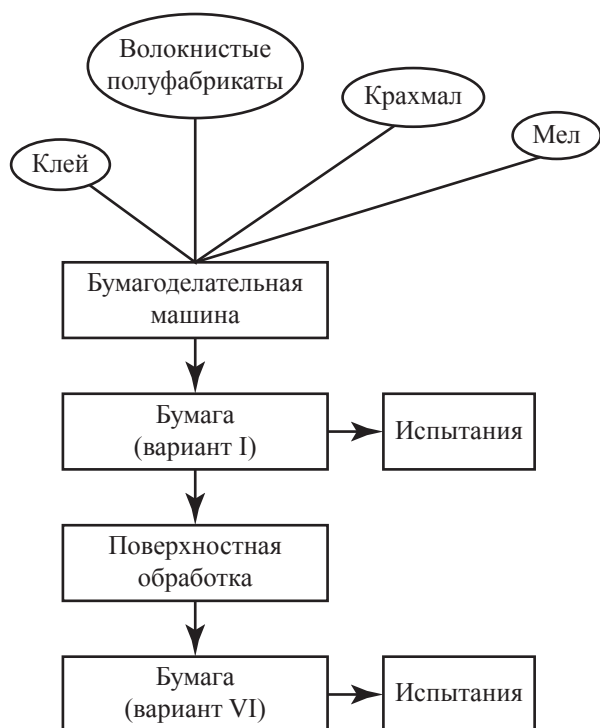 Волокнистые
полуфабрикаты
Крахмал
Мел
Клей
Бумагоделательная
машина
Бумага
(вариант I)
Испытания
Поверхностная
обработка
Бумага
(вариант VI)
Испытания